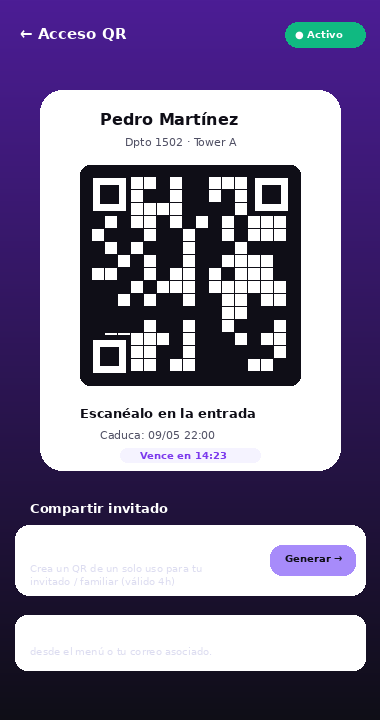 ← Acceso QR
● Activo
Pedro Martínez
Dpto 1502 · Tower A
Escanéalo en la entrada
Caduca: 09/05 22:00
Vence en 14:23
Compartir invitado
Crea un QR de un solo uso para tu
invitado / familiar (válido 4h)
Generar →
desde el menú o tu correo asociado.